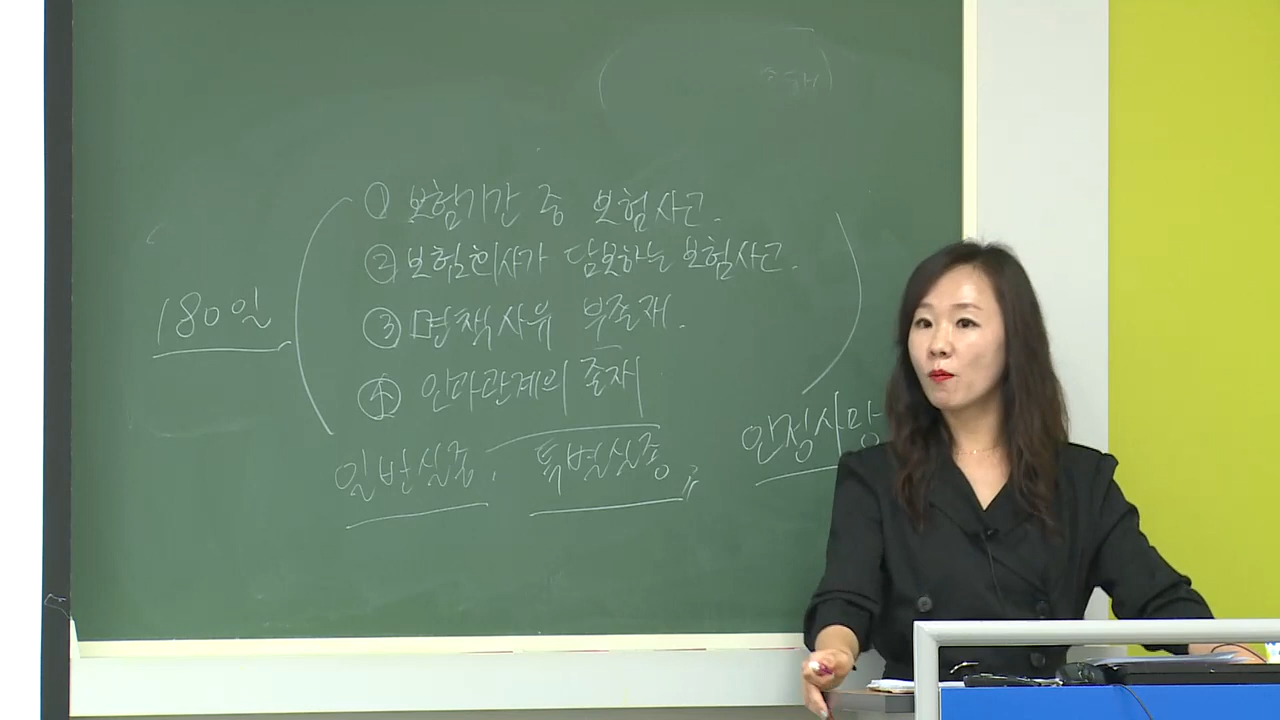 ① 보험기간 중 보험사고.
② 보험회사가 담보하는 보험사고.
180일
③ 면책사유 부존재.
④ 인과관계의 존재
일반실종, 특별실종, 인정사망